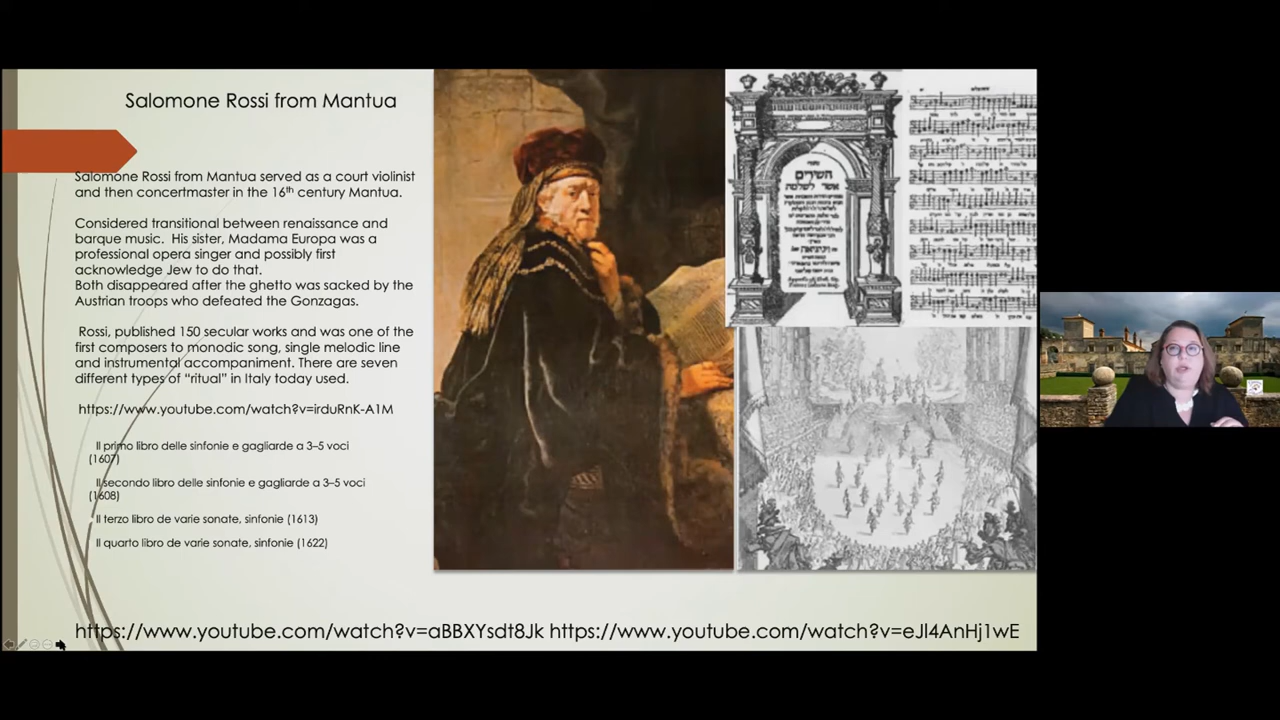 Salomone Rossi from Mantua
Salomone Rossi from Mantua served as a court violinist
and then concertmaster in the 16th century Mantua.
Considered transitional between renaissance and
barque music. His sister, Madama Europa was a
professional opera singer and possibly first
acknowledge Jew to do that.
Both disappeared after the ghetto was sacked by the
Austrian troops who defeated the Gonzagas.
Rossi, published 150 secular works and was one of the
first composers to monodic song, single melodic line
and instrumental accompaniment. There are seven
different types of “ritual” in Italy today used.
https://www.youtube.com/watch?v=irduRnK-A1M
Il primo libro delle sinfonie e gagliarde a 3–5 voci
(1607)
Il secondo libro delle sinfonie e gagliarde a 3–5 voci
(1608)
Il terzo libro de varie sonate, sinfonie (1613)
Il quarto libro de varie sonate, sinfonie (1622)
https://www.youtube.com/watch?v=aBBXYsdt8Jk https://www.youtube.com/watch?v=eJl4AnHj1wE
השירים
אשר לשלמה